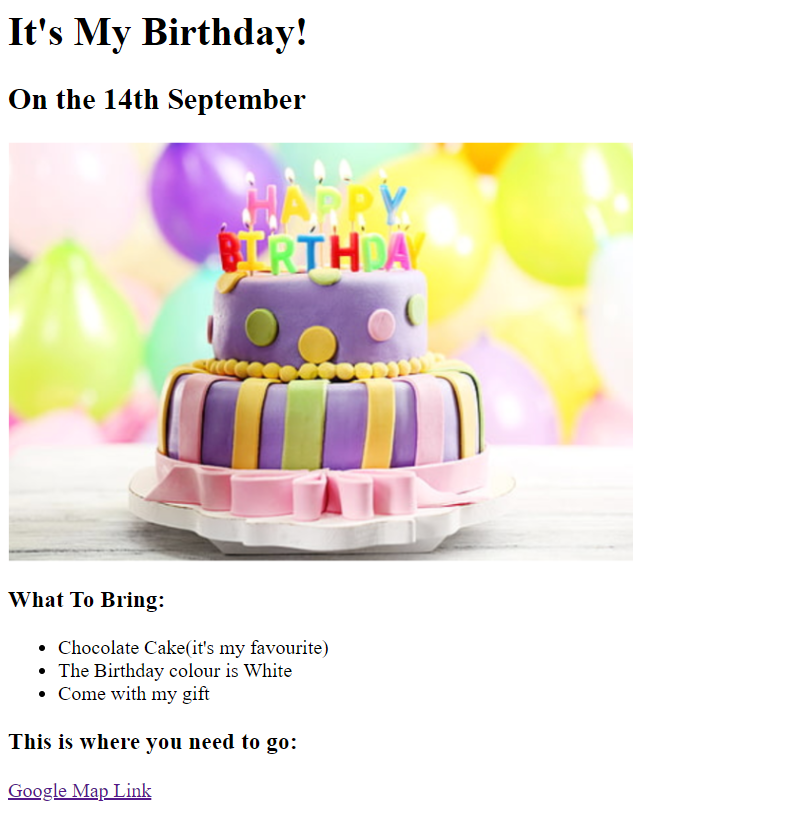 It's My Birthday!
On the 14th September
HAPPY
BIRTHDAY
What To Bring:
Chocolate Cake(it's my favourite)
The Birthday colour is White
Come with my gift
This is where you need to go:
Google Map Link